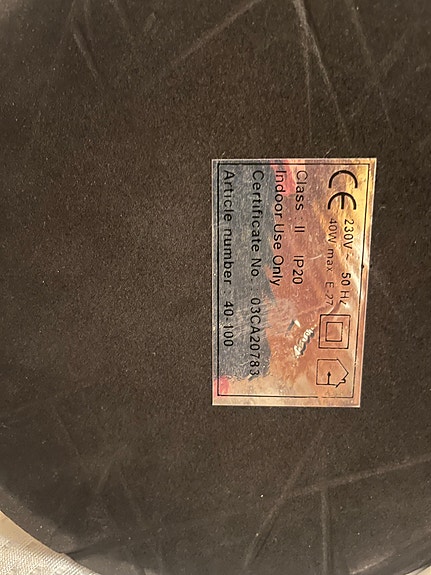 CE 230V~ 50 Hz
40W max E-27
Class : II IP20
Indoor Use Only
Certificate No. : 03CA20783
Article number : 40-100